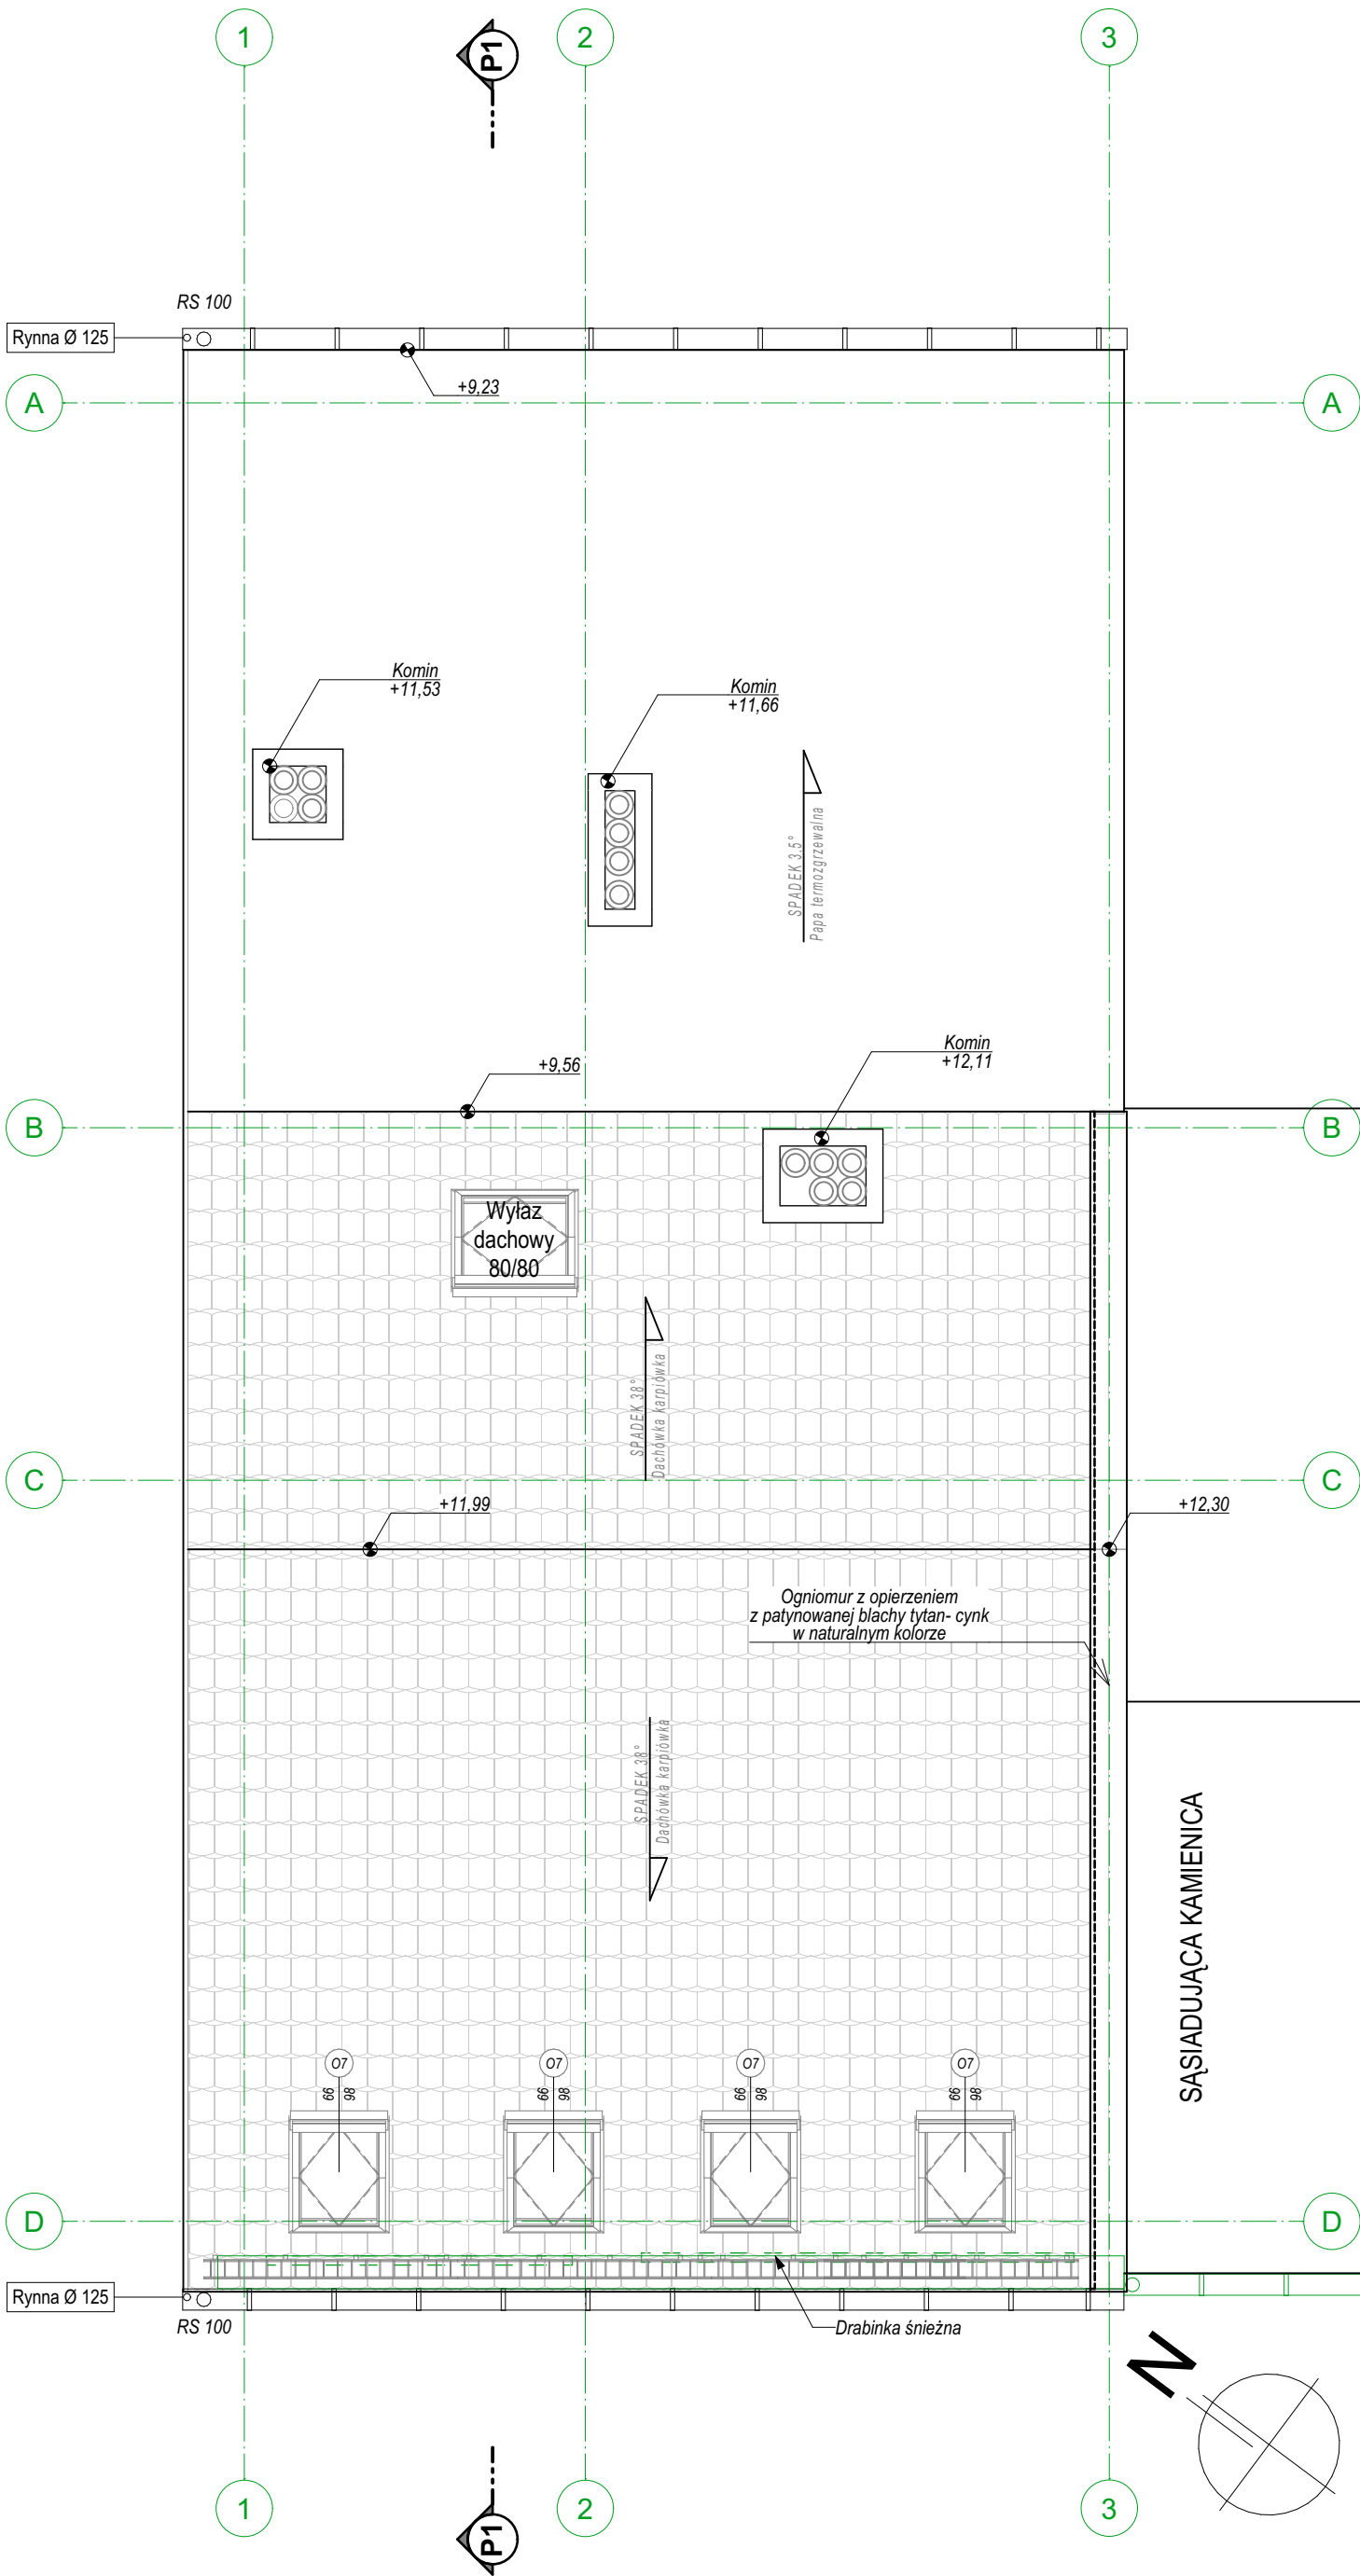 1
P1
2
3
RS 100
Rynna Ø 125
+9,23
A
A
Komin
+11,53
Komin
+11,66
SPADEK 3.5°
Papa termozgrzewalna
Komin
+12,11
+9,56
B
B
Wyłaz
dachowy
80/80
SPADEK 38°
Dachówka karpiówka
C
C
+11,99
+12,30
Ogniomur z opierzeniem
z patynowanej blachy tytan- cynk
w naturalnym kolorze
SPADEK 38°
Dachówka karpiówka
SĄSIADUJĄCA KAMIENICA
O7
66
98
O7
66
98
O7
66
98
O7
66
98
D
D
Rynna Ø 125
RS 100
Drabinka śnieżna
N
1
P1
2
3